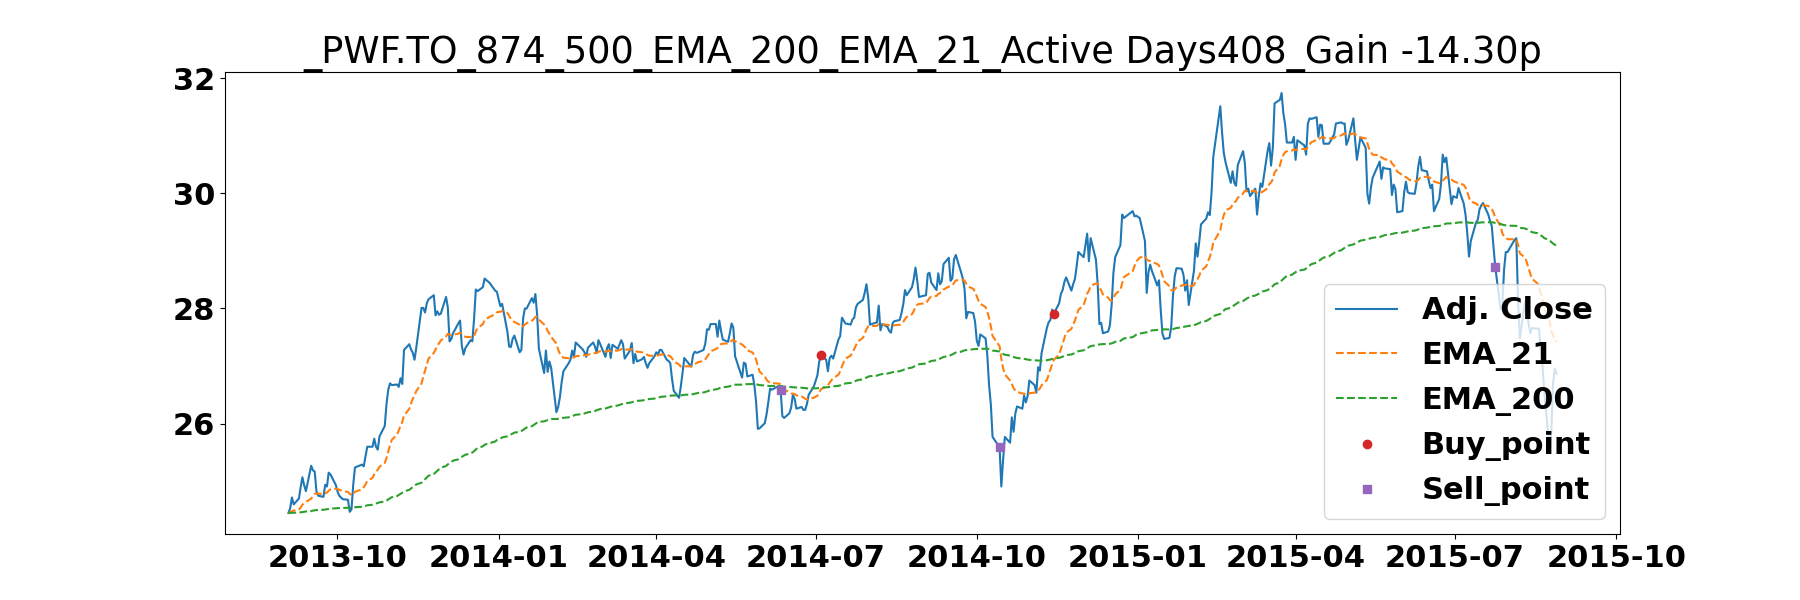 _PWF.TO_874_500_EMA_200_EMA_21_Active Days408_Gain -14.30p
32
30
28
26
2013-10 2014-01 2014-04 2014-07 2014-10 2015-01 2015-04 2015-07 2015-10
Adj. Close
EMA_21
EMA_200
Buy_point
Sell_point